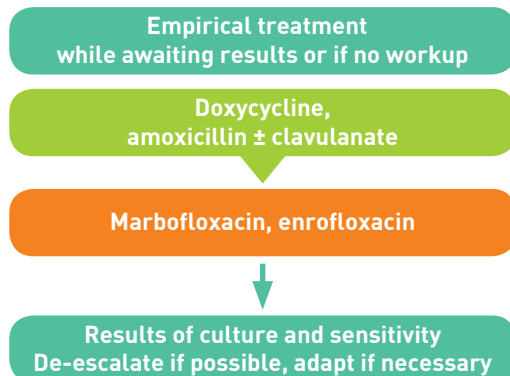 Empirical treatment
while awaiting results or if no workup
Doxycycline,
amoxicillin ± clavulanate
Marbofloxacin, enrofloxacin
Results of culture and sensitivity
De-escalate if possible, adapt if necessary